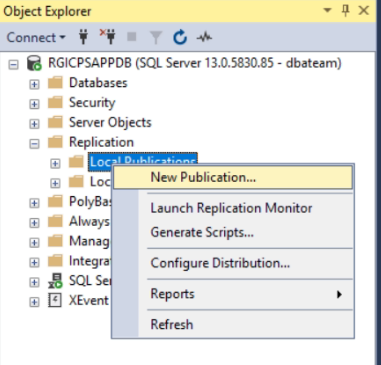 Object Explorer
Connect
RGICPSAPPDB (SQL Server 13.0.5830.85 - dbateam)
Databases
Security
Server Objects
Replication
Local Publications
New Publication...
Loc
PolyBas
Launch Replication Monitor
Always
Generate Scripts...
Manag
Integra
Configure Distribution...
SQL Ser
XEvent
Reports
Refresh